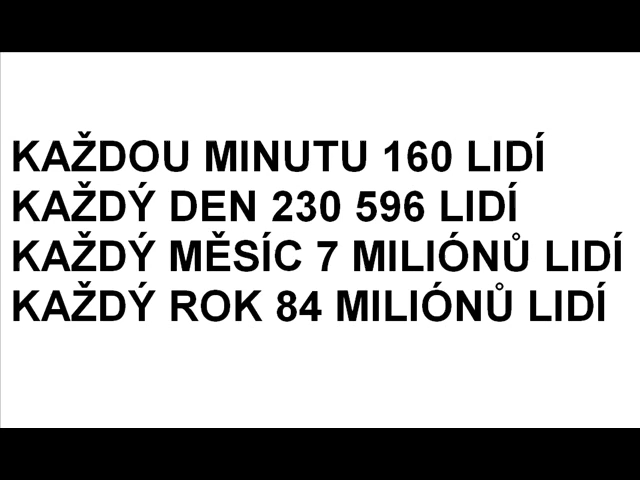 KAŽDOU MINUTU 160 LIDÍ
KAŽDÝ DEN 230 596 LIDÍ
KAŽDÝ MĚSÍC 7 MILIÓNŮ LIDÍ
KAŽDÝ ROK 84 MILIÓNŮ LIDÍ